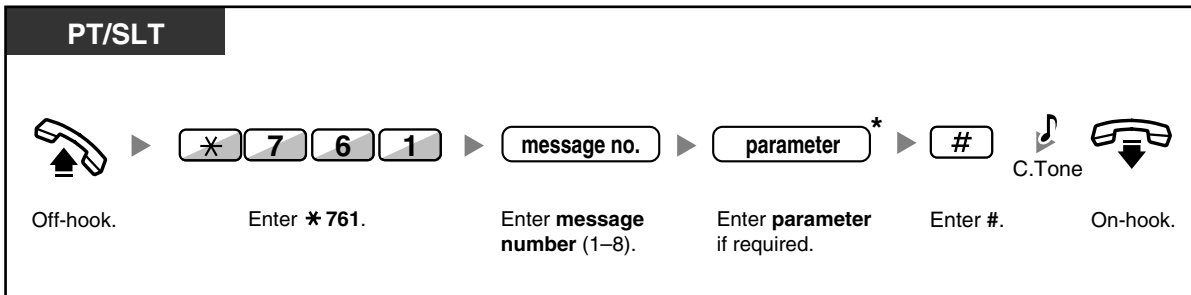 PT/SLT
✳ 7 6 1 message no. parameter * #
C.Tone
Off-hook. Enter ✳ 761. Enter message number (1–8). Enter parameter if required. Enter #. On-hook.